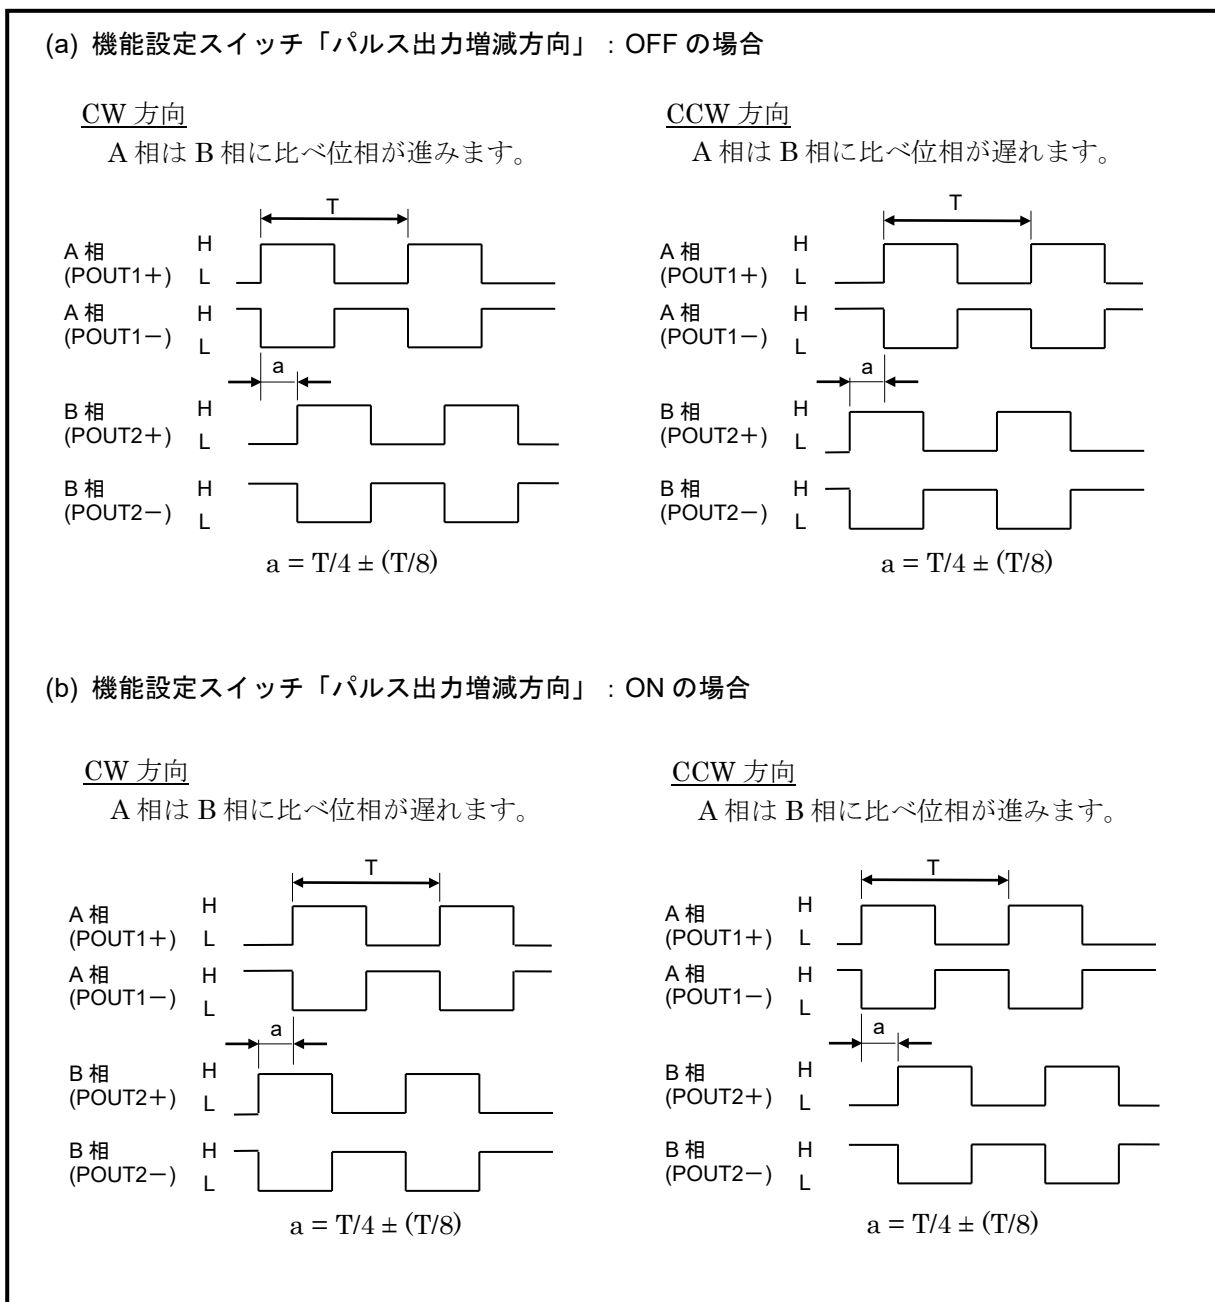 (a) 機能設定スイッチ「パルス出力増減方向」：OFF の場合
CW 方向
A 相は B 相に比べ位相が進みます。
T
A 相
(POUT1＋)
H
L
A 相
(POUT1－)
H
L
a
B 相
(POUT2＋)
H
L
B 相
(POUT2－)
H
L
a = T/4 ± (T/8)
CCW 方向
A 相は B 相に比べ位相が遅れます。
T
A 相
(POUT1＋)
H
L
A 相
(POUT1－)
H
L
a
B 相
(POUT2＋)
H
L
B 相
(POUT2－)
H
L
a = T/4 ± (T/8)
(b) 機能設定スイッチ「パルス出力増減方向」：ON の場合
CW 方向
A 相は B 相に比べ位相が遅れます。
T
A 相
(POUT1＋)
H
L
A 相
(POUT1－)
H
L
a
B 相
(POUT2＋)
H
L
B 相
(POUT2－)
H
L
a = T/4 ± (T/8)
CCW 方向
A 相は B 相に比べ位相が進みます。
T
A 相
(POUT1＋)
H
L
A 相
(POUT1－)
H
L
a
B 相
(POUT2＋)
H
L
B 相
(POUT2－)
H
L
a = T/4 ± (T/8)